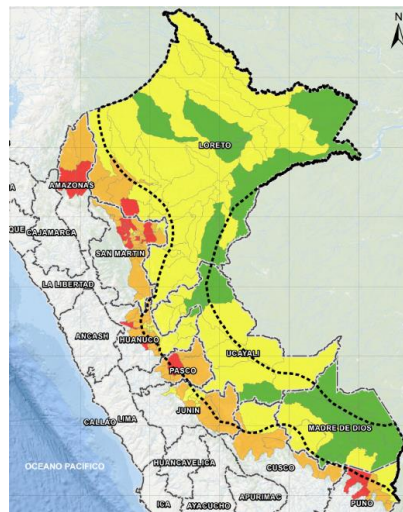 N
LORETO
AMAZONAS
QUE
CAJAMARCA
SAN MARTIN
LA LIBERTAD
ANCASH
HUANUCO
UCAYALI
PASCO
JUNIN
CALLAO
LIMA
MADRE DE DIOS
HUANCAVELICA
CUSCO
OCEANO PACIFICO
APURIMAC
PUNO
ICA
AYACUCHO